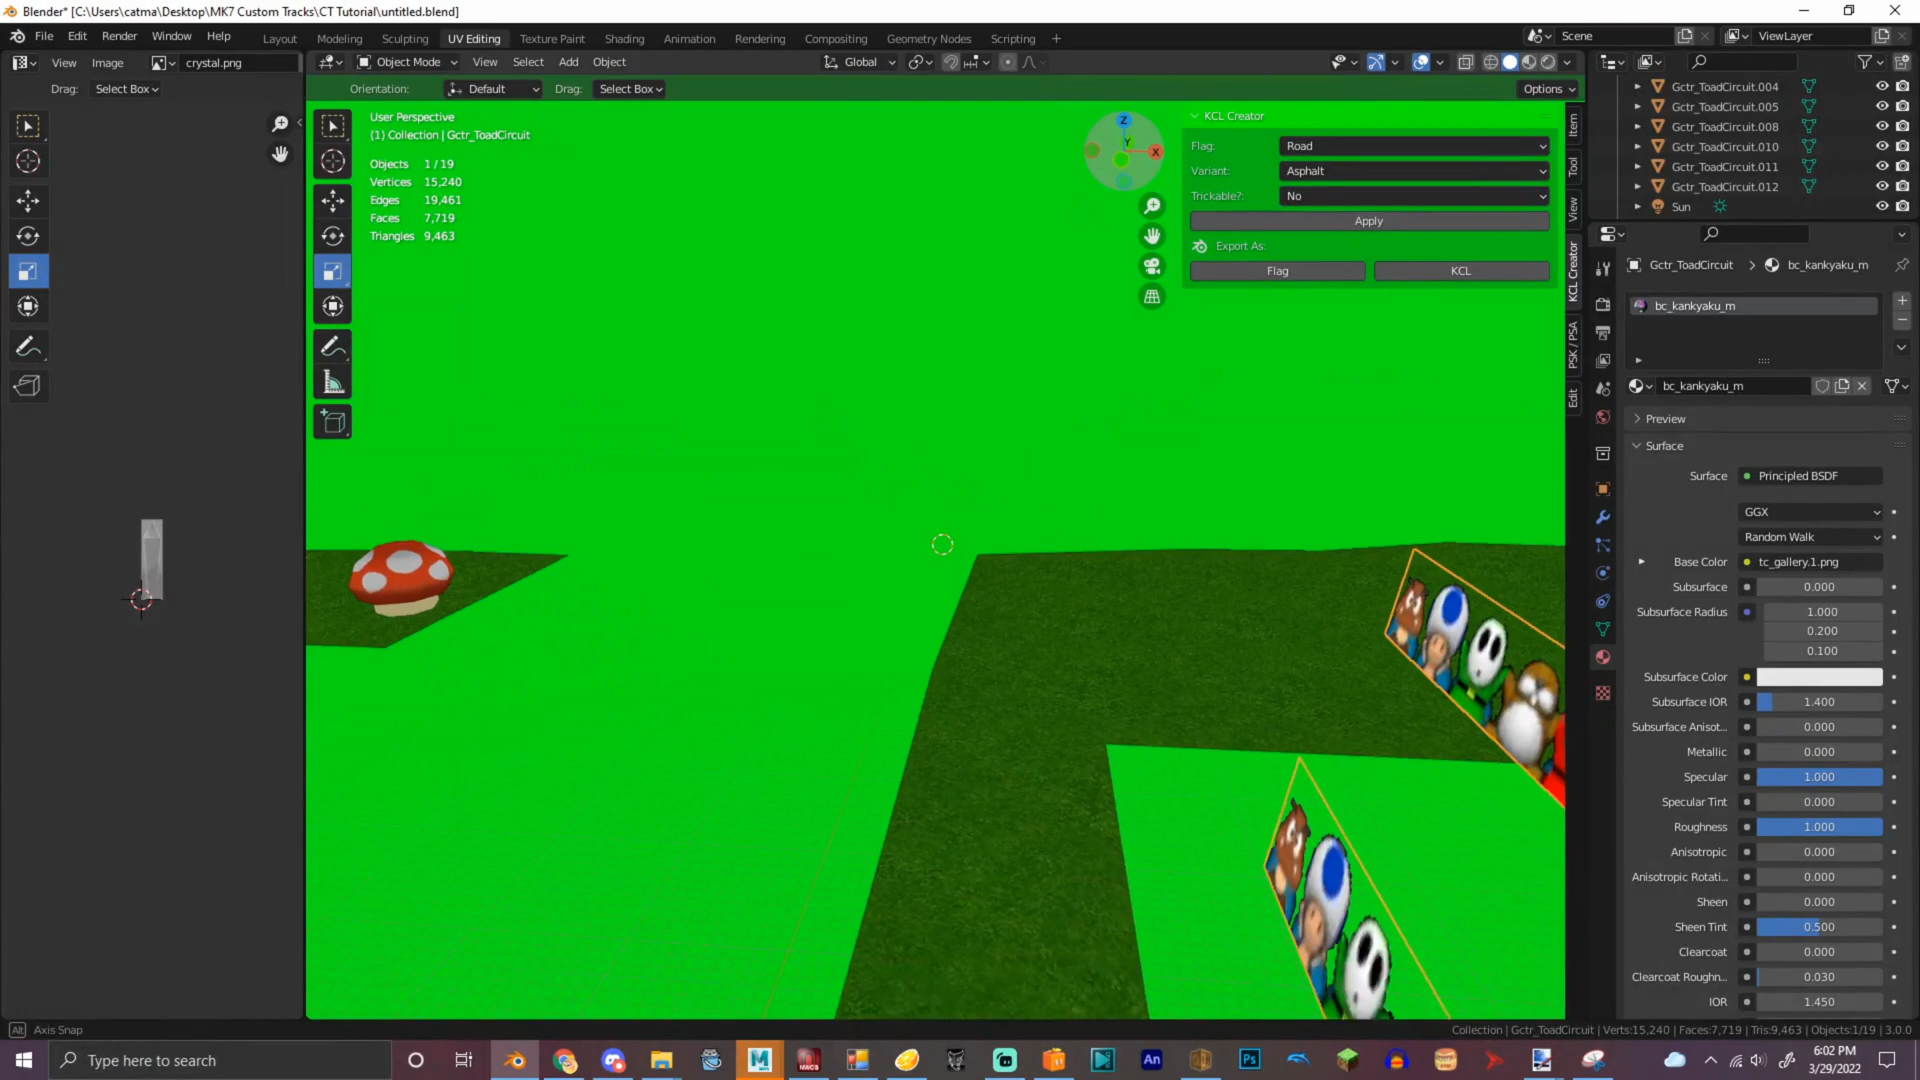 Blender* [C:\Users\catma\Desktop\MK7 Custom Tracks\CT Tutorial\untitled.blend]
File Edit Render Window Help
Layout Modeling Sculpting UV Editing Texture Paint Shading Animation Rendering Compositing Geometry Nodes Scripting +
Scene ViewLayer
View Image crystal.png
Object Mode View Select Add Object Global
Drag: Select Box
Orientation: Default Drag: Select Box Options
User Perspective
(1) Collection | Gctr_ToadCircuit
Objects 1 / 19
Vertices 15,240
Edges 19,461
Faces 7,719
Triangles 9,463
Z
Y
X
KCL Creator
Flag: Road
Variant: Asphalt
Trickable?: No
Apply
Export As:
Flag KCL
Item
Tool
View
KCL Creator
PSK / PSA
Edit
Gctr_ToadCircuit.004
Gctr_ToadCircuit.005
Gctr_ToadCircuit.008
Gctr_ToadCircuit.010
Gctr_ToadCircuit.011
Gctr_ToadCircuit.012
Sun
Gctr_ToadCircuit > bc_kankyaku_m
bc_kankyaku_m
bc_kankyaku_m
Preview
Surface
Surface Principled BSDF
GGX
Random Walk
Base Color tc_gallery.1.png
Subsurface 0.000
Subsurface Radius 1.000
0.200
0.100
Subsurface Color
Subsurface IOR 1.400
Subsurface Anisot... 0.000
Metallic 0.000
Specular 1.000
Specular Tint 0.000
Roughness 1.000
Anisotropic 0.000
Anisotropic Rotati... 0.000
Sheen 0.000
Sheen Tint 0.500
Clearcoat 0.000
Clearcoat Roughn... 0.030
IOR 1.450
Alt Axis Snap
Collection | Gctr_ToadCircuit | Verts:15,240 | Faces:7,719 | Tris:9,463 | Objects:1/19 | 3.0.0
Type here to search
M
NWCS
An
Ps
6:02 PM
3/29/2022